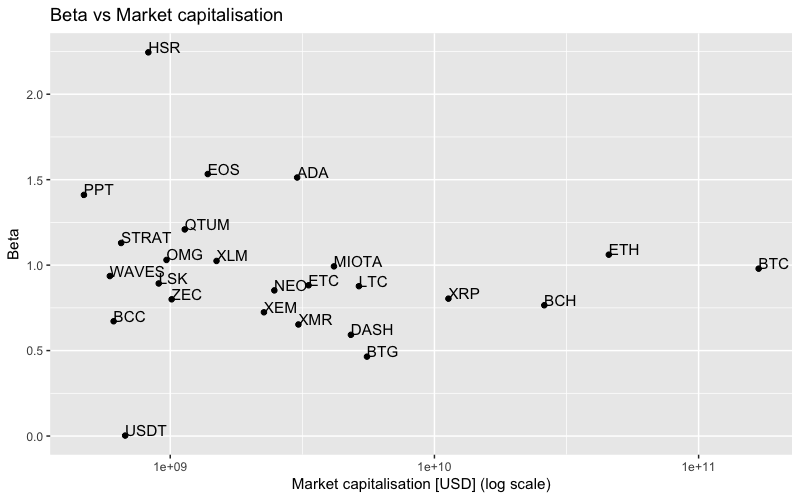 Beta vs Market capitalisation
HSR
2.0
EOS
ADA
1.5
PPT
QTUM
STRAT
OMG
XLM
MIOTA
ETH
BTC
1.0
WAVES
LSK
NEO
ETC
LTC
ZEC
XRP
BCH
XEM
BCC
XMR
DASH
0.5
BTG
USDT
0.0
Beta
1e+09
1e+10
1e+11
Market capitalisation [USD] (log scale)